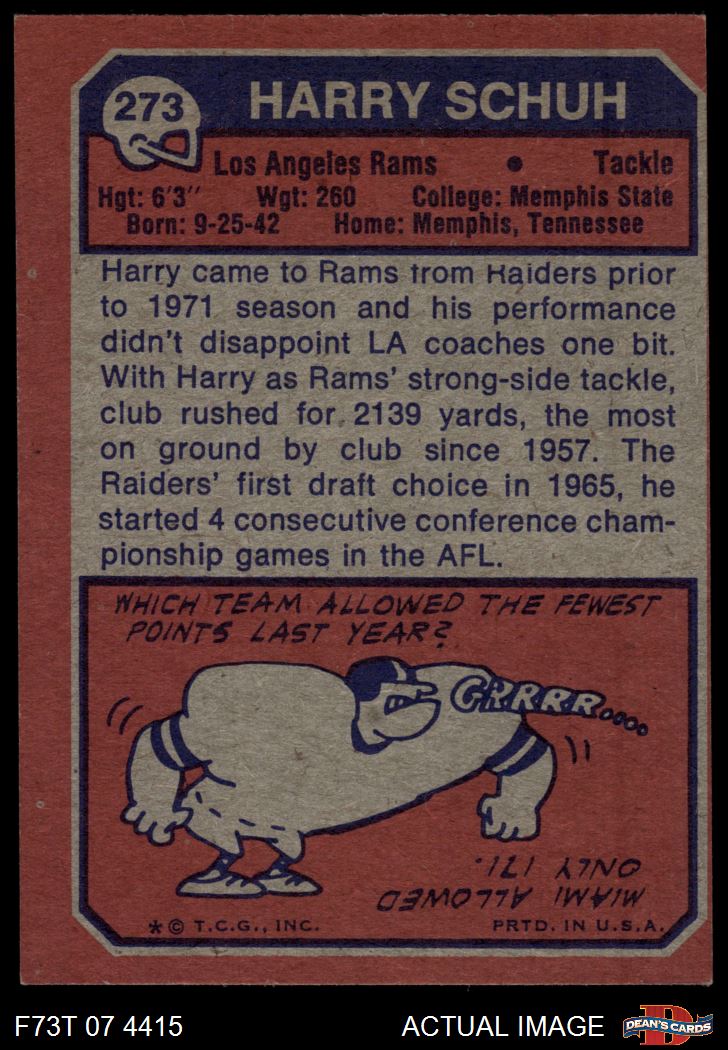 273
HARRY SCHUH
Los Angeles Rams • Tackle
Hgt: 6'3" Wgt: 260 College: Memphis State
Born: 9-25-42 Home: Memphis, Tennessee
Harry came to Rams from Raiders prior
to 1971 season and his performance
didn't disappoint LA coaches one bit.
With Harry as Rams' strong-side tackle,
club rushed for 2139 yards, the most
on ground by club since 1957. The
Raiders' first draft choice in 1965, he
started 4 consecutive conference cham-
pionship games in the AFL.
WHICH TEAM ALLOWED THE FEWEST
POINTS LAST YEAR?
GRRRR....
MIAMI ALLOWED
ONLY 171.
* © T.C.G., INC. PRTD. IN U.S.A.
F73T 07 4415 ACTUAL IMAGE
D
DEAN'S CARDS